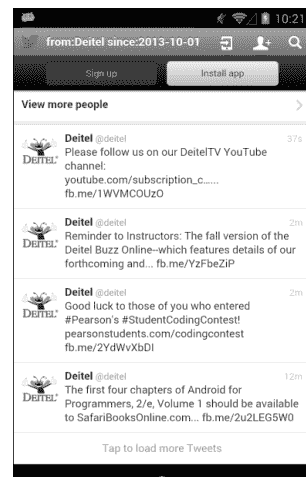 10:21
from:Deitel since:2013-10-01
Sign up
Install app
View more people
Deitel @deitel 37s
DEITEL®
Please follow us on our DeitelTV YouTube
channel:
youtube.com/subscription_c......
fb.me/1WVMCOUzO
Deitel @deitel 2m
DEITEL®
Reminder to Instructors: The fall version of the
Deitel Buzz Online--which features details of our
forthcoming and... fb.me/YzFbeZiP
Deitel @deitel 2m
DEITEL®
Good luck to those of you who entered
#Pearson's #StudentCodingContest!
pearsonstudents.com/codingcontest
fb.me/2YdWvXbDI
Deitel @deitel 12m
DEITEL®
The first four chapters of Android for
Programmers, 2/e, Volume 1 should be available
to SafariBooksOnline.com... fb.me/2u2LEG5W0
Tap to load more Tweets